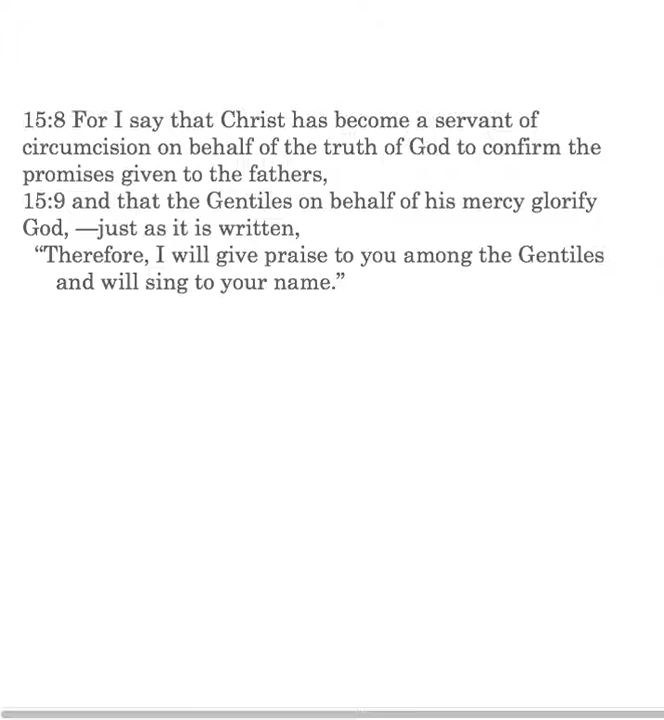 15:8 For I say that Christ has become a servant of
circumcision on behalf of the truth of God to confirm the
promises given to the fathers,
15:9 and that the Gentiles on behalf of his mercy glorify
God, —just as it is written,
“Therefore, I will give praise to you among the Gentiles
and will sing to your name.”